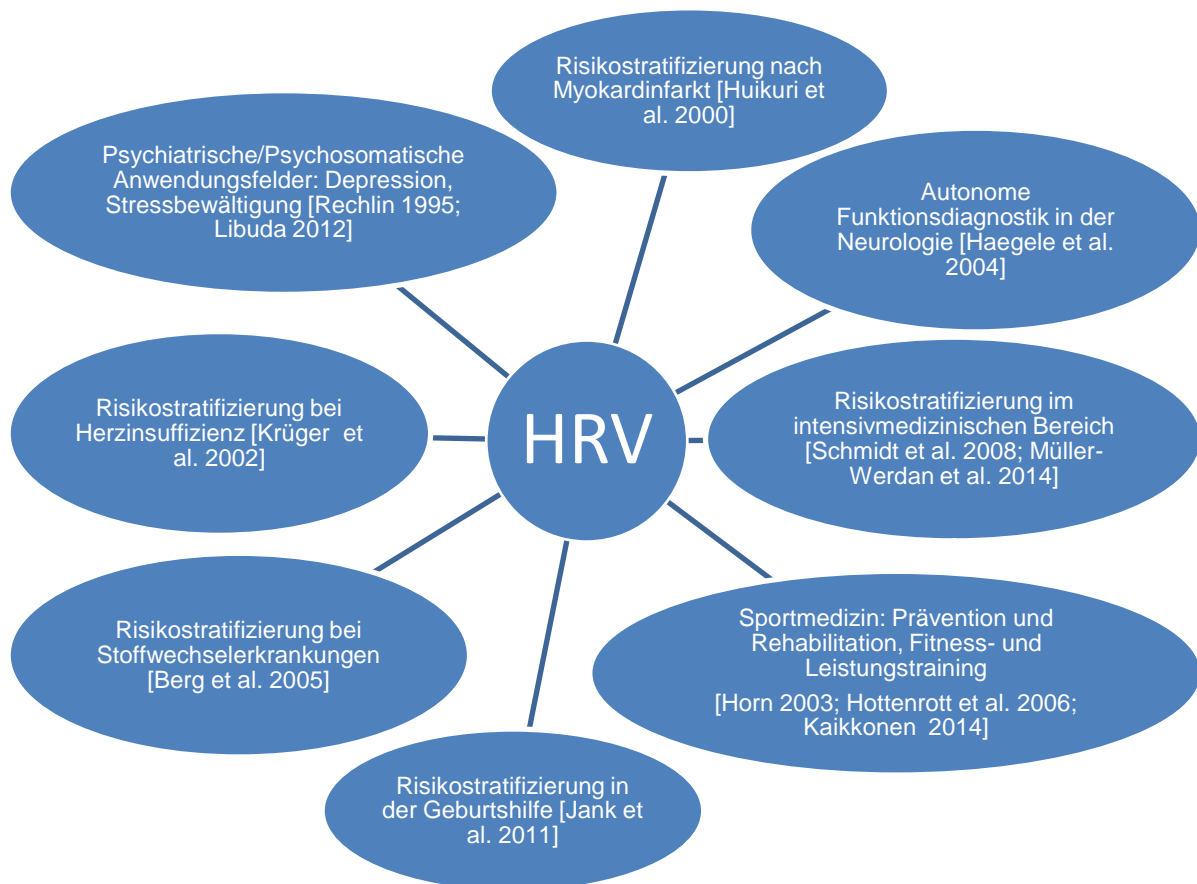 Risikostratifizierung nach
Myokardinfarkt [Huikuri et
al. 2000]
Psychiatrische/Psychosomatische
Anwendungsfelder: Depression,
Stressbewältigung [Rechlin 1995;
Libuda 2012]
Autonome
Funktionsdiagnostik in der
Neurologie [Haegele et al.
2004]
HRV
Risikostratifizierung bei
Herzinsuffizienz [Krüger et
al. 2002]
Risikostratifizierung im
intensivmedizinischen Bereich
[Schmidt et al. 2008; Müller-
Werdan et al. 2014]
Risikostratifizierung bei
Stoffwechselerkrankungen
[Berg et al. 2005]
Sportmedizin: Prävention und
Rehabilitation, Fitness- und
Leistungstraining
[Horn 2003; Hottenrott et al. 2006;
Kaikkonen 2014]
Risikostratifizierung in
der Geburtshilfe [Jank et
al. 2011]